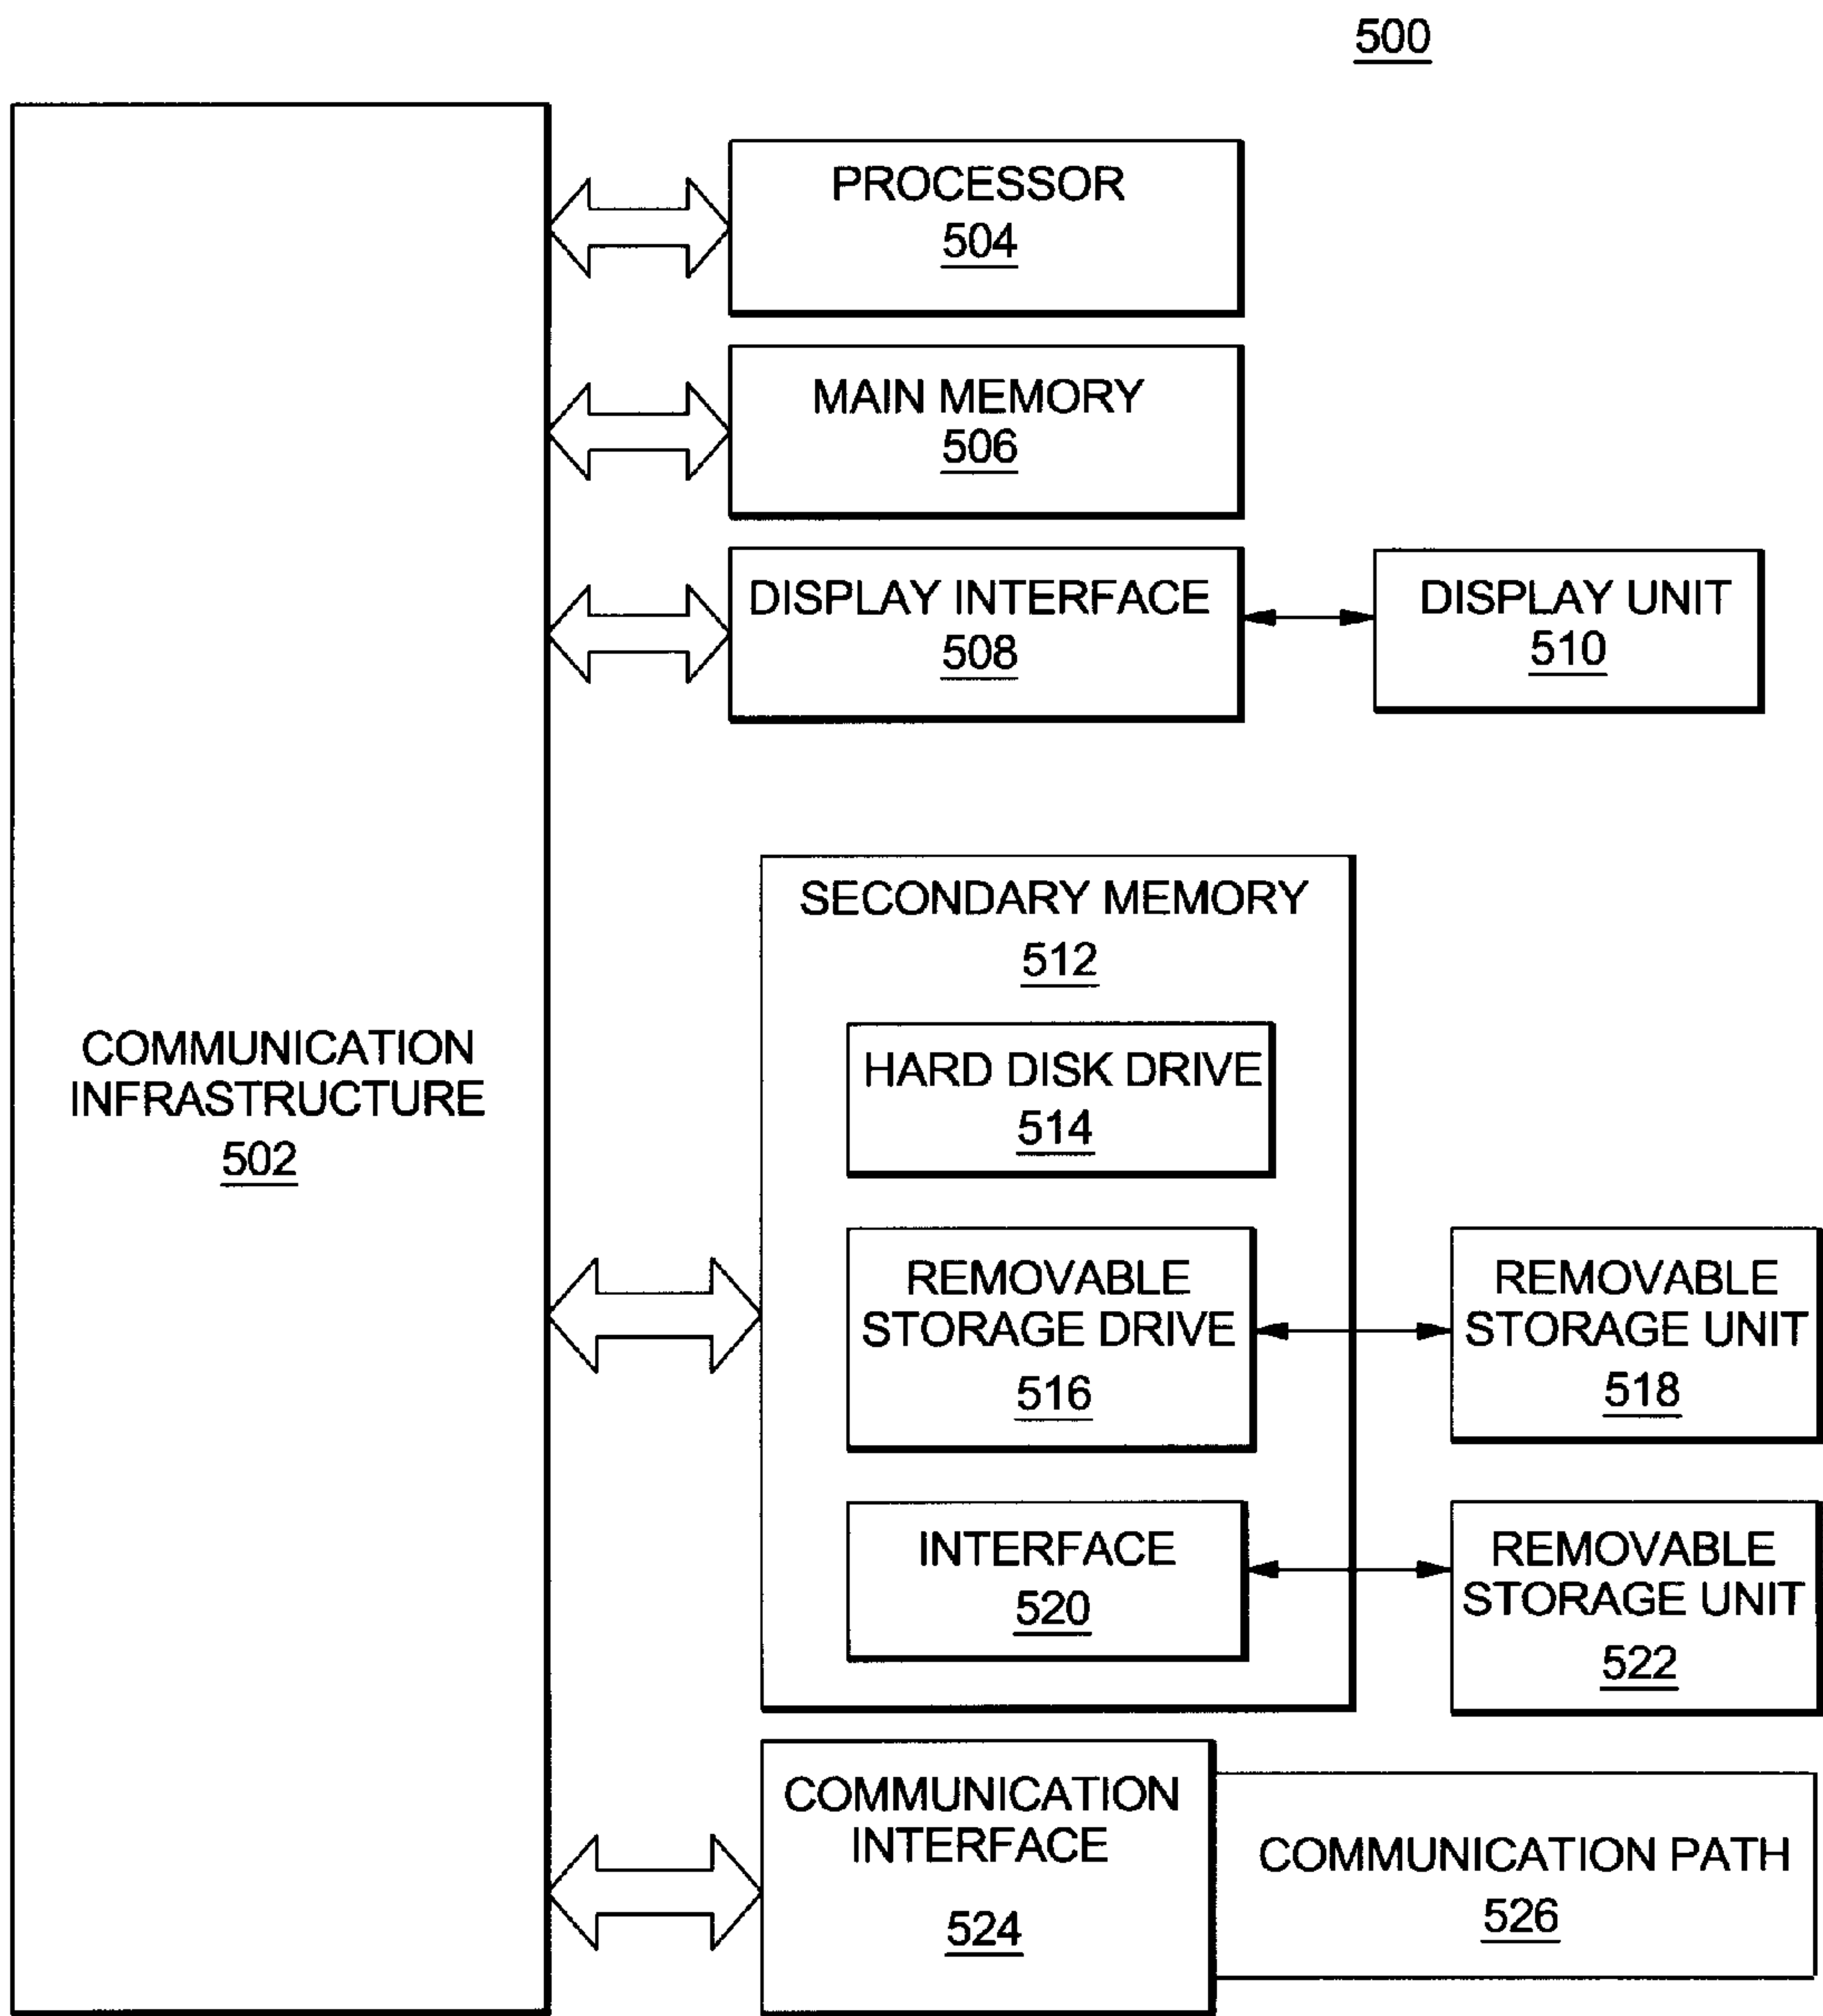 500
PROCESSOR
504
MAIN MEMORY
506
DISPLAY INTERFACE
508
DISPLAY UNIT
510
SECONDARY MEMORY
512
HARD DISK DRIVE
514
COMMUNICATION
INFRASTRUCTURE
502
REMOVABLE
STORAGE DRIVE
516
REMOVABLE
STORAGE UNIT
518
INTERFACE
520
REMOVABLE
STORAGE UNIT
522
COMMUNICATION
INTERFACE
524
COMMUNICATION PATH
526